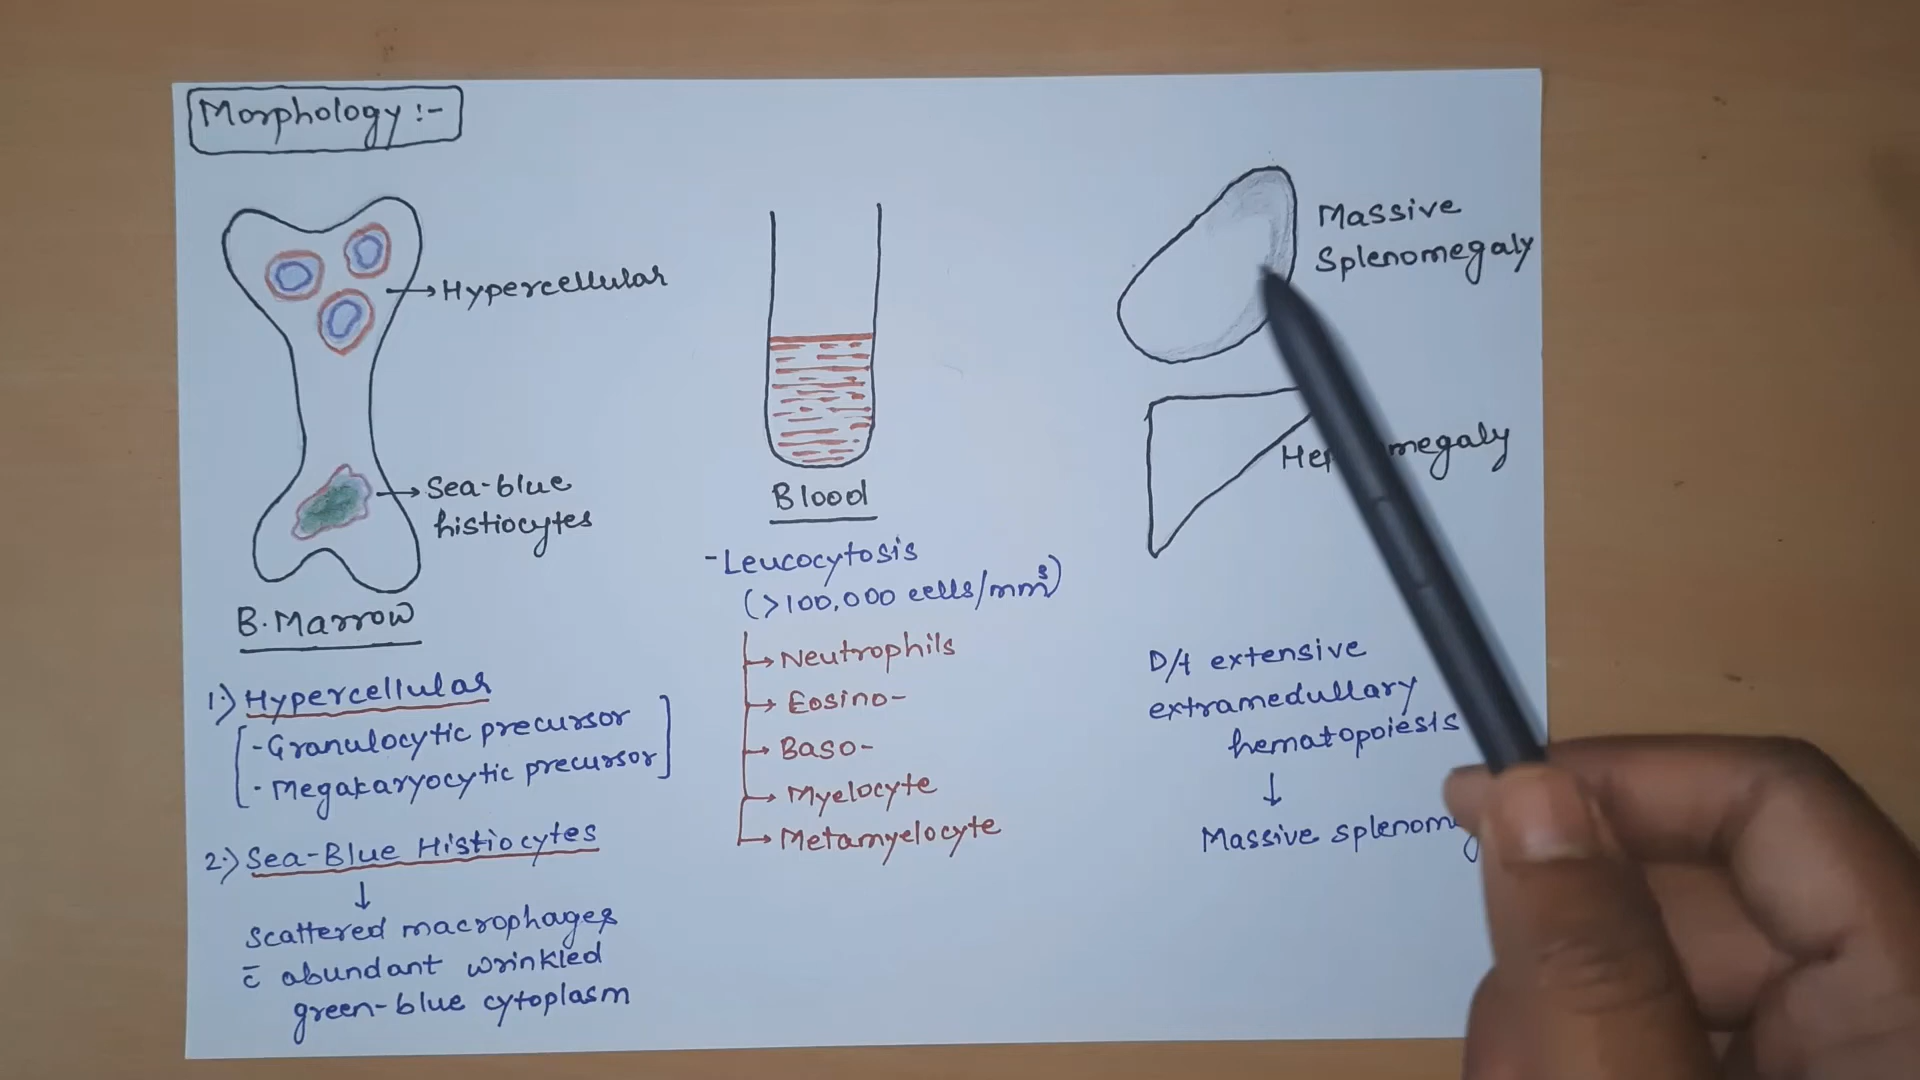 Morphology :-
Hypercellular
Sea-blue
histiocytes
B. Marrow
1.) Hypercellular
- Granulocytic precursor
- Megakaryocytic precursor
2.) Sea-Blue Histiocytes
↓
Scattered macrophages
c̄ abundant wrinkled
green-blue cytoplasm
Blood
- Leucocytosis
(>100,000 cells/mm³)
→ Neutrophils
→ Eosino-
→ Baso-
→ Myelocyte
→ Metamyelocyte
Massive
Splenomegaly
D/t extensive
extramedullary
hematopoiesis
↓
Massive